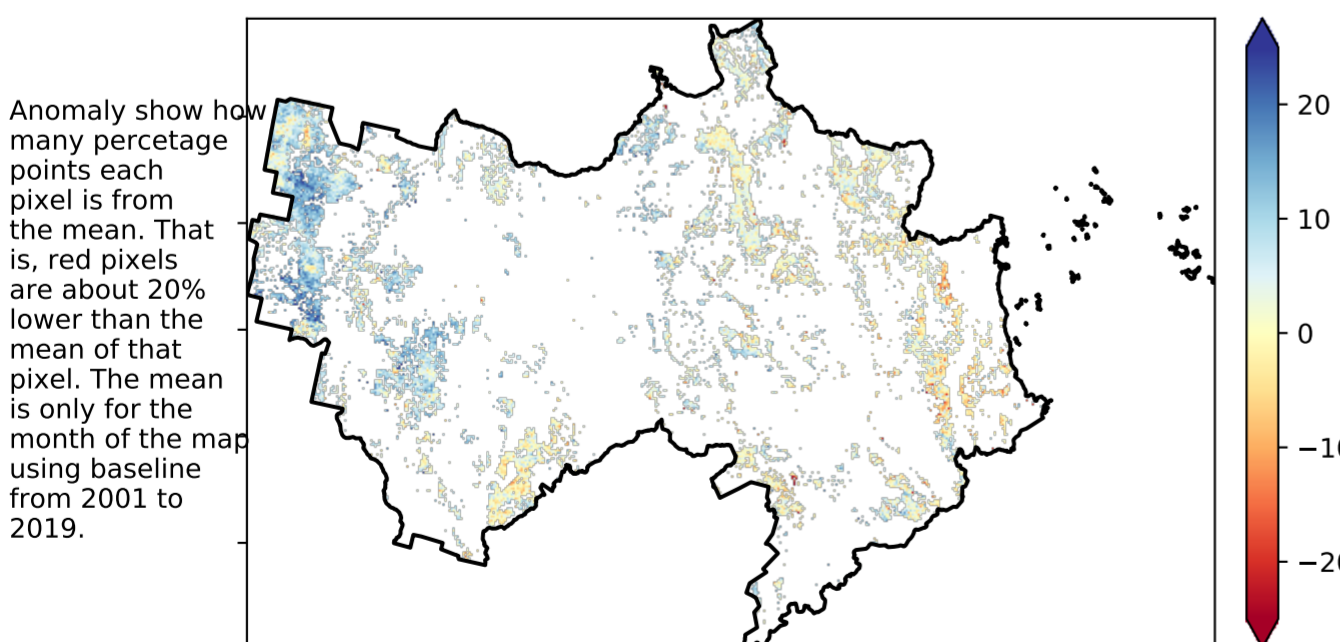 Anomaly show how
many percetage
points each
pixel is from
the mean. That
is, red pixels
are about 20%
lower than the
mean of that
pixel. The mean
is only for the
month of the map
using baseline
from 2001 to
2019.
20
10
0
−10
−20